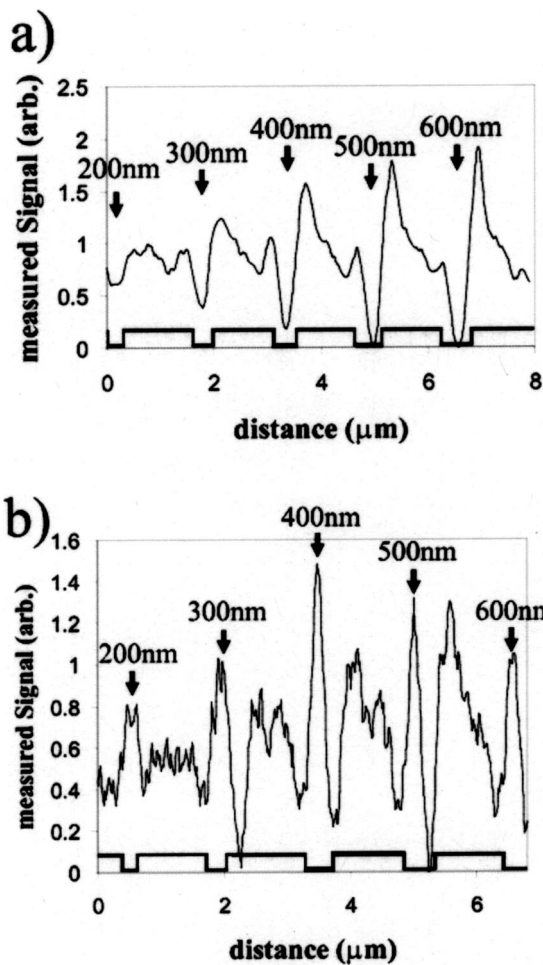 a)
measured Signal (arb.)
2.5
2
1.5
1
0.5
0
200nm
300nm
400nm
500nm
600nm
0
2
4
6
8
distance (μm)
b)
measured Signal (arb.)
1.6
1.4
1.2
1
0.8
0.6
0.4
0.2
0
200nm
300nm
400nm
500nm
600nm
0
2
4
6
distance (μm)